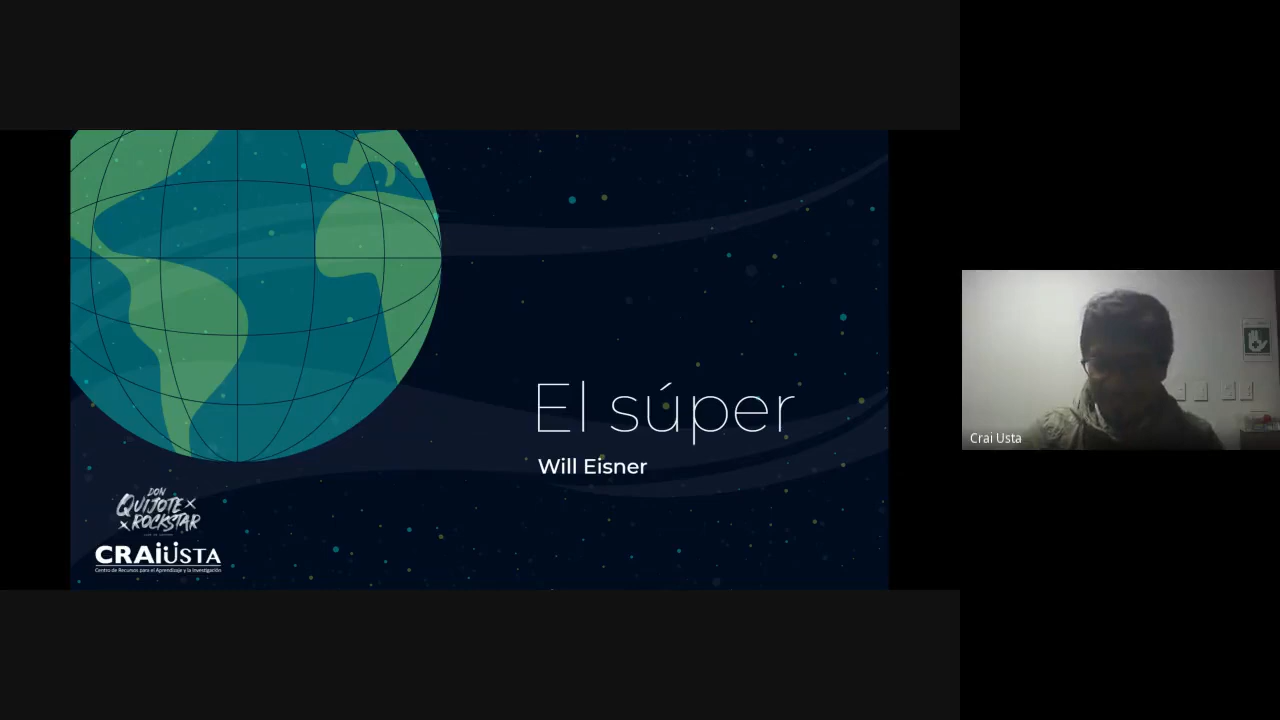 El súper
Will Eisner
DON
QUIJOTE
ROCKSTAR
CRAiUSTA
Centro de Recursos para el Aprendizaje y la Investigación
Crai Usta